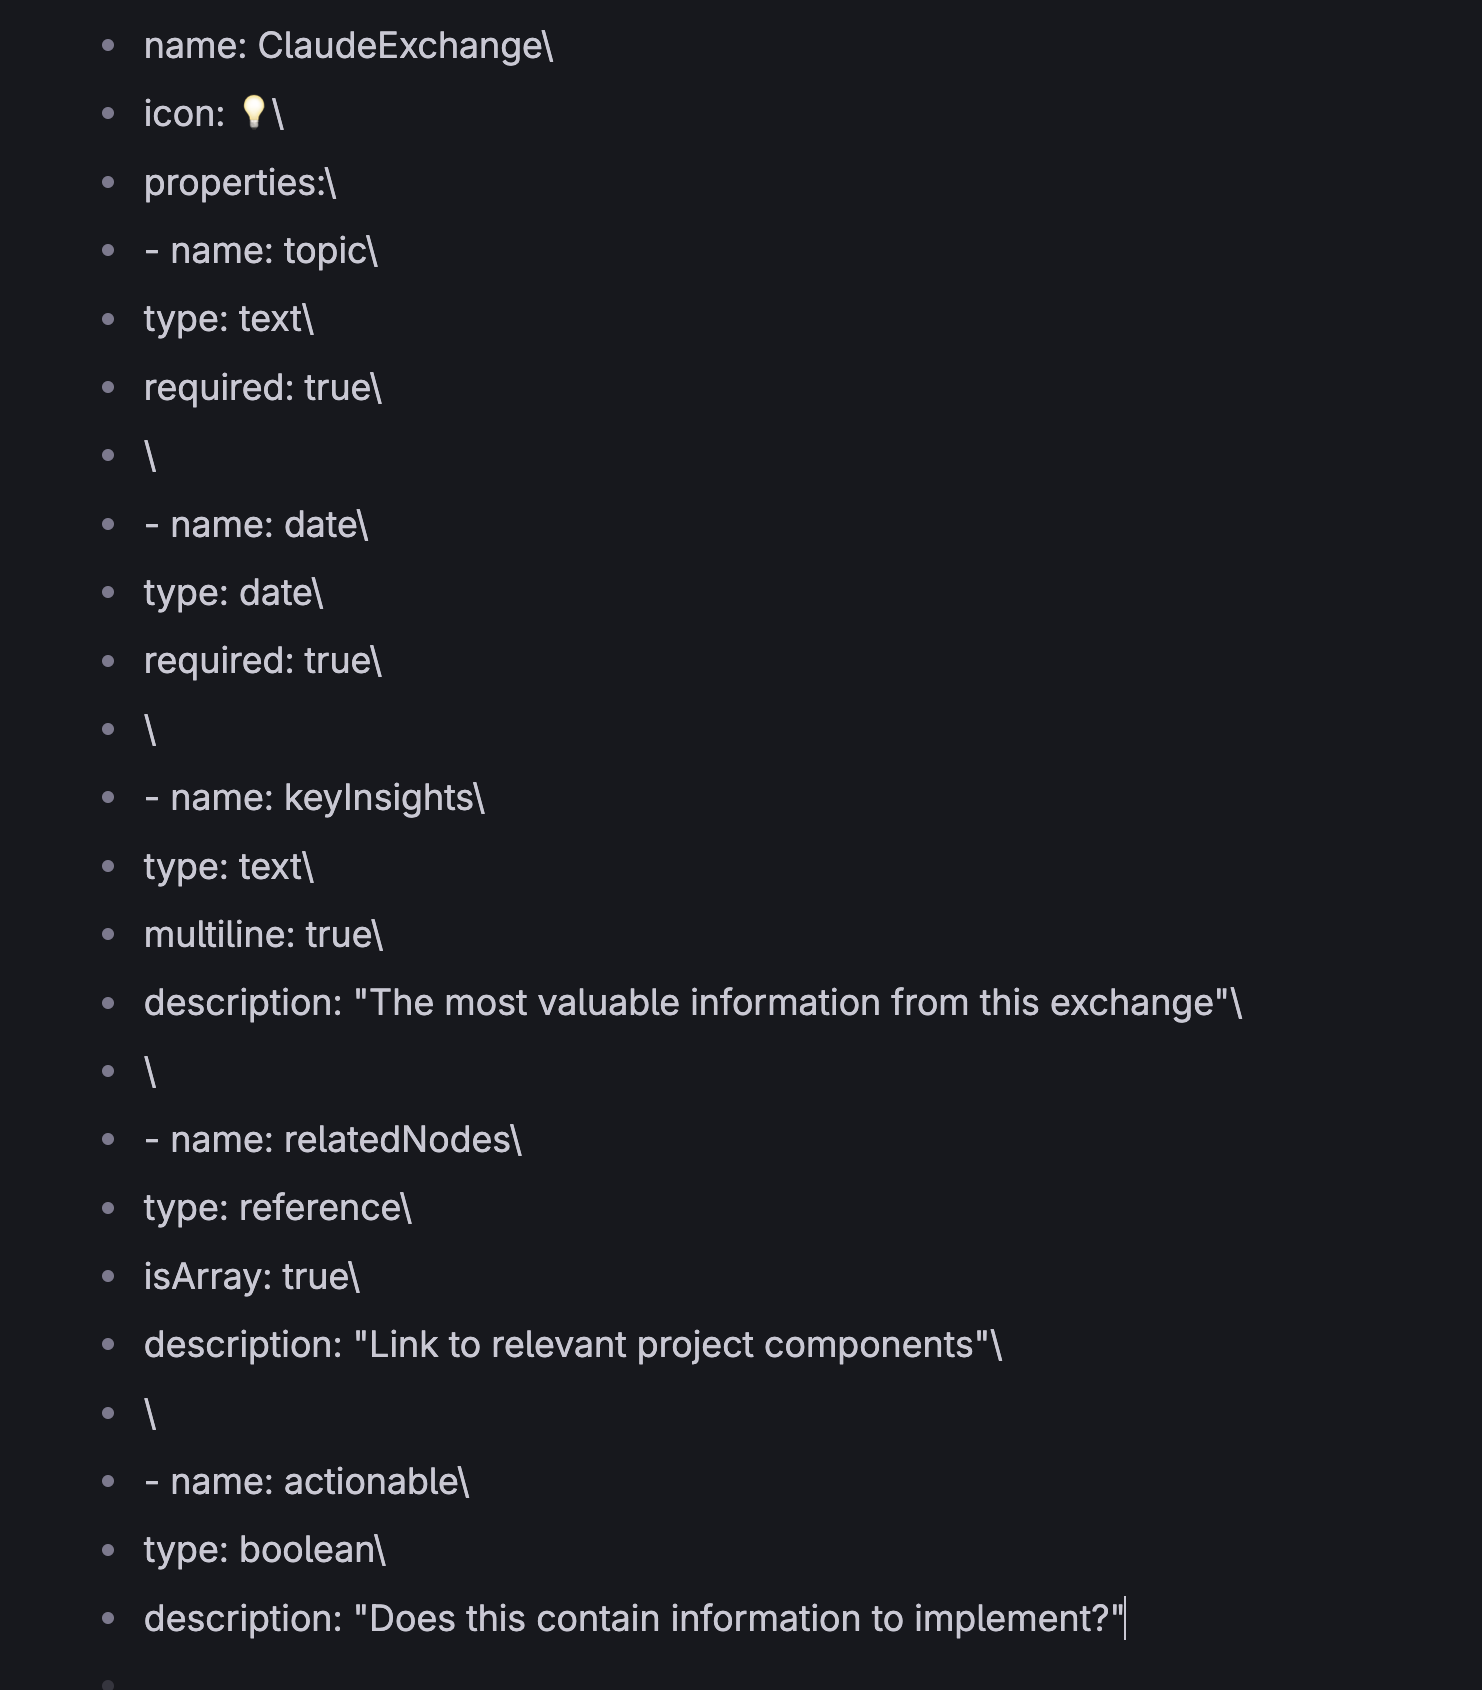 • name: ClaudeExchange\
• icon: 💡\
• properties:\
• - name: topic\
• type: text\
• required: true\
• \
• - name: date\
• type: date\
• required: true\
• \
• - name: keyInsights\
• type: text\
• multiline: true\
• description: "The most valuable information from this exchange"\
• \
• - name: relatedNodes\
• type: reference\
• isArray: true\
• description: "Link to relevant project components"\
• \
• - name: actionable\
• type: boolean\
• description: "Does this contain information to implement?"